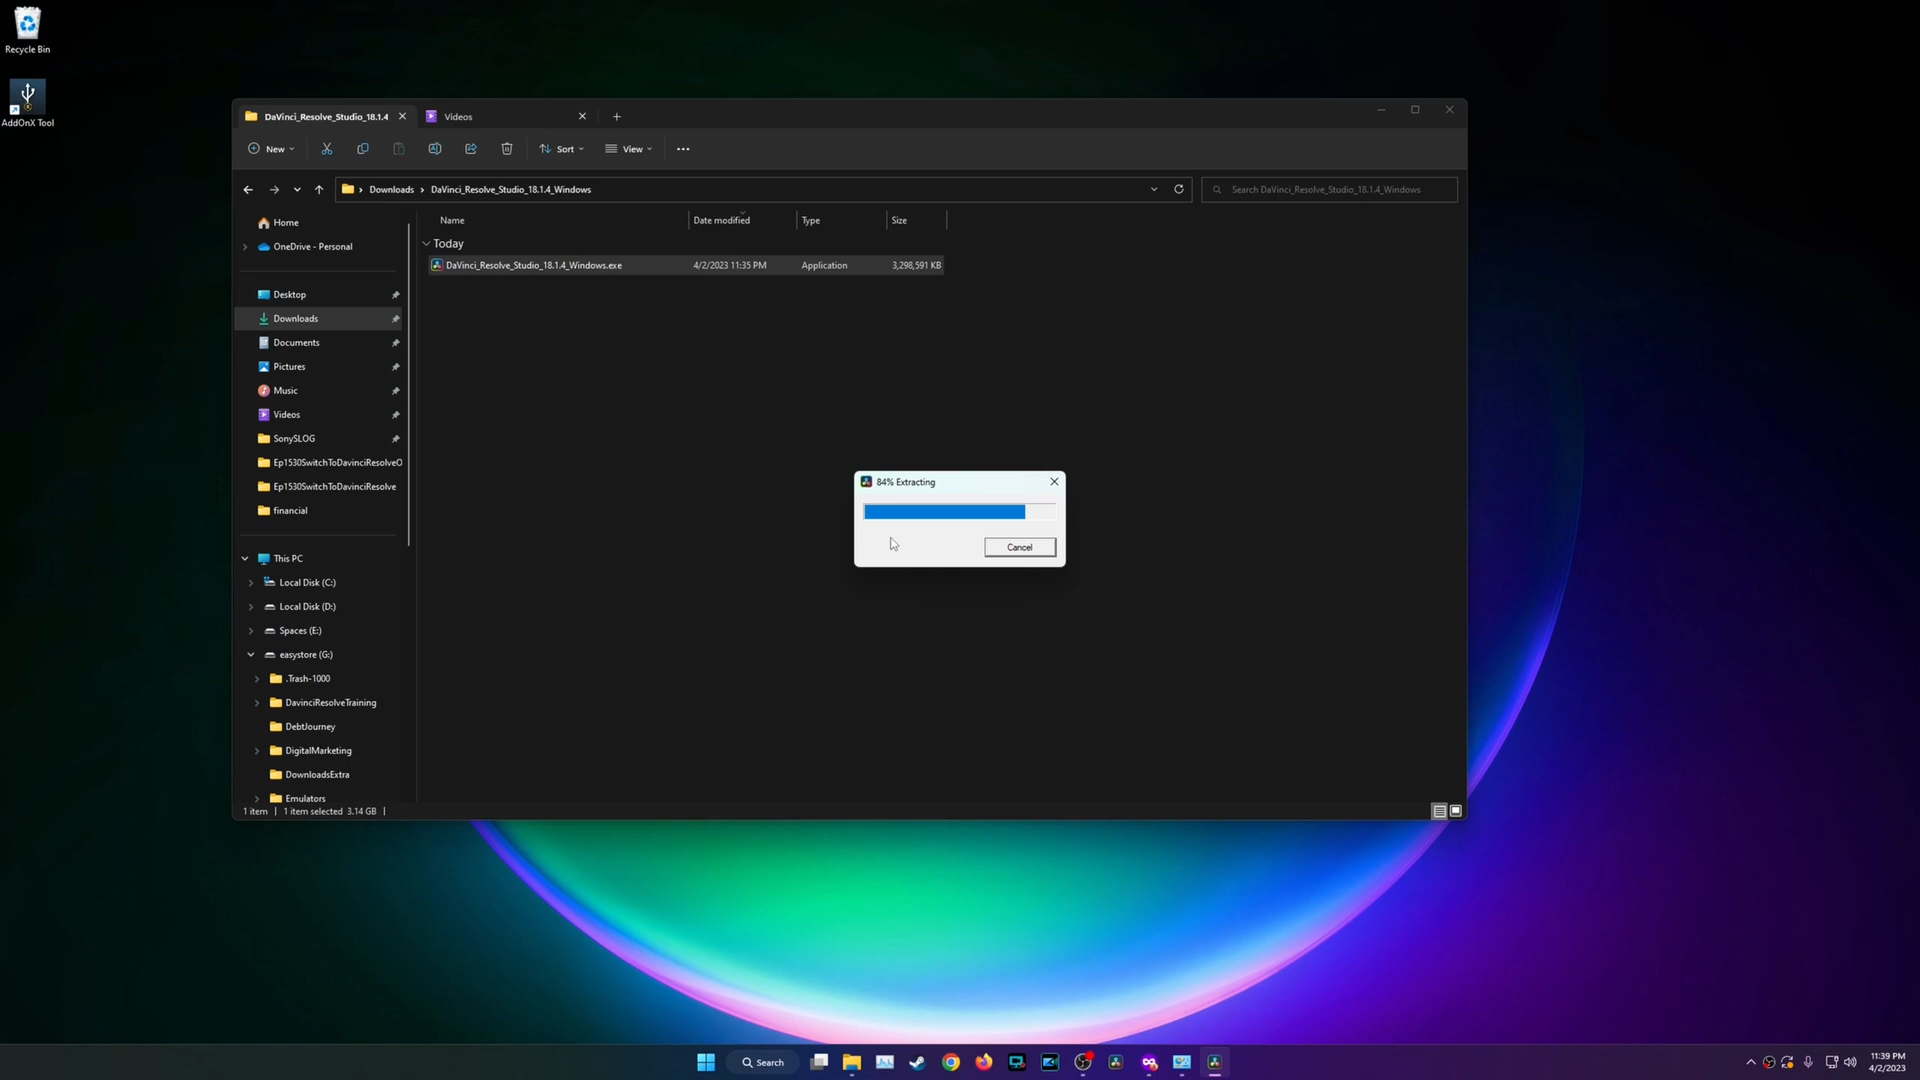 Recycle Bin
AddOnX Tool
DaVinci_Resolve_Studio_18.1.4
Videos
New
Sort
View
Downloads
DaVinci_Resolve_Studio_18.1.4_Windows
Search DaVinci_Resolve_Studio_18.1.4_Windows
Home
OneDrive - Personal
Desktop
Downloads
Documents
Pictures
Music
Videos
SonySLOG
Ep1530SwitchToDavinciResolveO
Ep1530SwitchToDavinciResolve
financial
This PC
Local Disk (C:)
Local Disk (D:)
Spaces (E:)
easystore (G:)
.Trash-1000
DavinciResolveTraining
DebtJourney
DigitalMarketing
DownloadsExtra
Emulators
Name Date modified Type Size
Today
DaVinci_Resolve_Studio_18.1.4_Windows.exe 4/2/2023 11:35 PM Application 3,298,591 KB
84% Extracting
Cancel
1 item 1 item selected 3.14 GB
Search
11:39 PM
4/2/2023